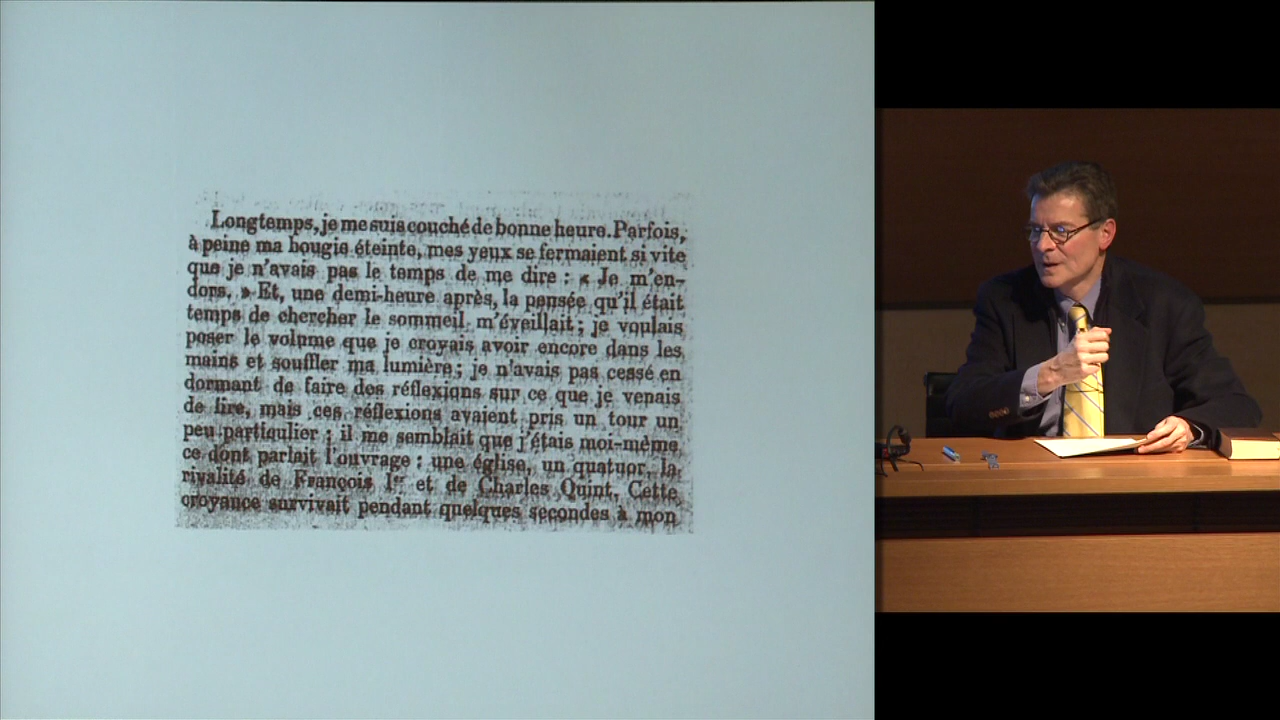 Longtemps, je me suis couché de bonne heure. Parfois,
à peine ma bougie éteinte, mes yeux se fermaient si vite
que je n'avais pas le temps de me dire : « Je m'en-
dors. » Et, une demi-heure après, la pensée qu'il était
temps de chercher le sommeil m'éveillait ; je voulais
poser le volume que je croyais avoir encore dans les
mains et souffler ma lumière ; je n'avais pas cessé en
dormant de faire des réflexions sur ce que je venais
de lire, mais ces réflexions avaient pris un tour un
peu particulier ; il me semblait que j'étais moi-même
ce dont parlait l'ouvrage : une église, un quatuor, la
rivalité de François Ier et de Charles Quint. Cette
croyance survivait pendant quelques secondes à mon